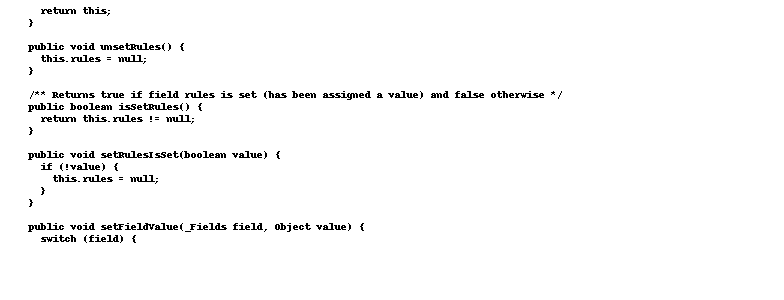 return this;
  }

  public void unsetRules() {
    this.rules = null;
  }

  /** Returns true if field rules is set (has been assigned a value) and false otherwise */
  public boolean isSetRules() {
    return this.rules != null;
  }

  public void setRulesIsSet(boolean value) {
    if (!value) {
      this.rules = null;
    }
  }

  public void setFieldValue(_Fields field, Object value) {
    switch (field) {